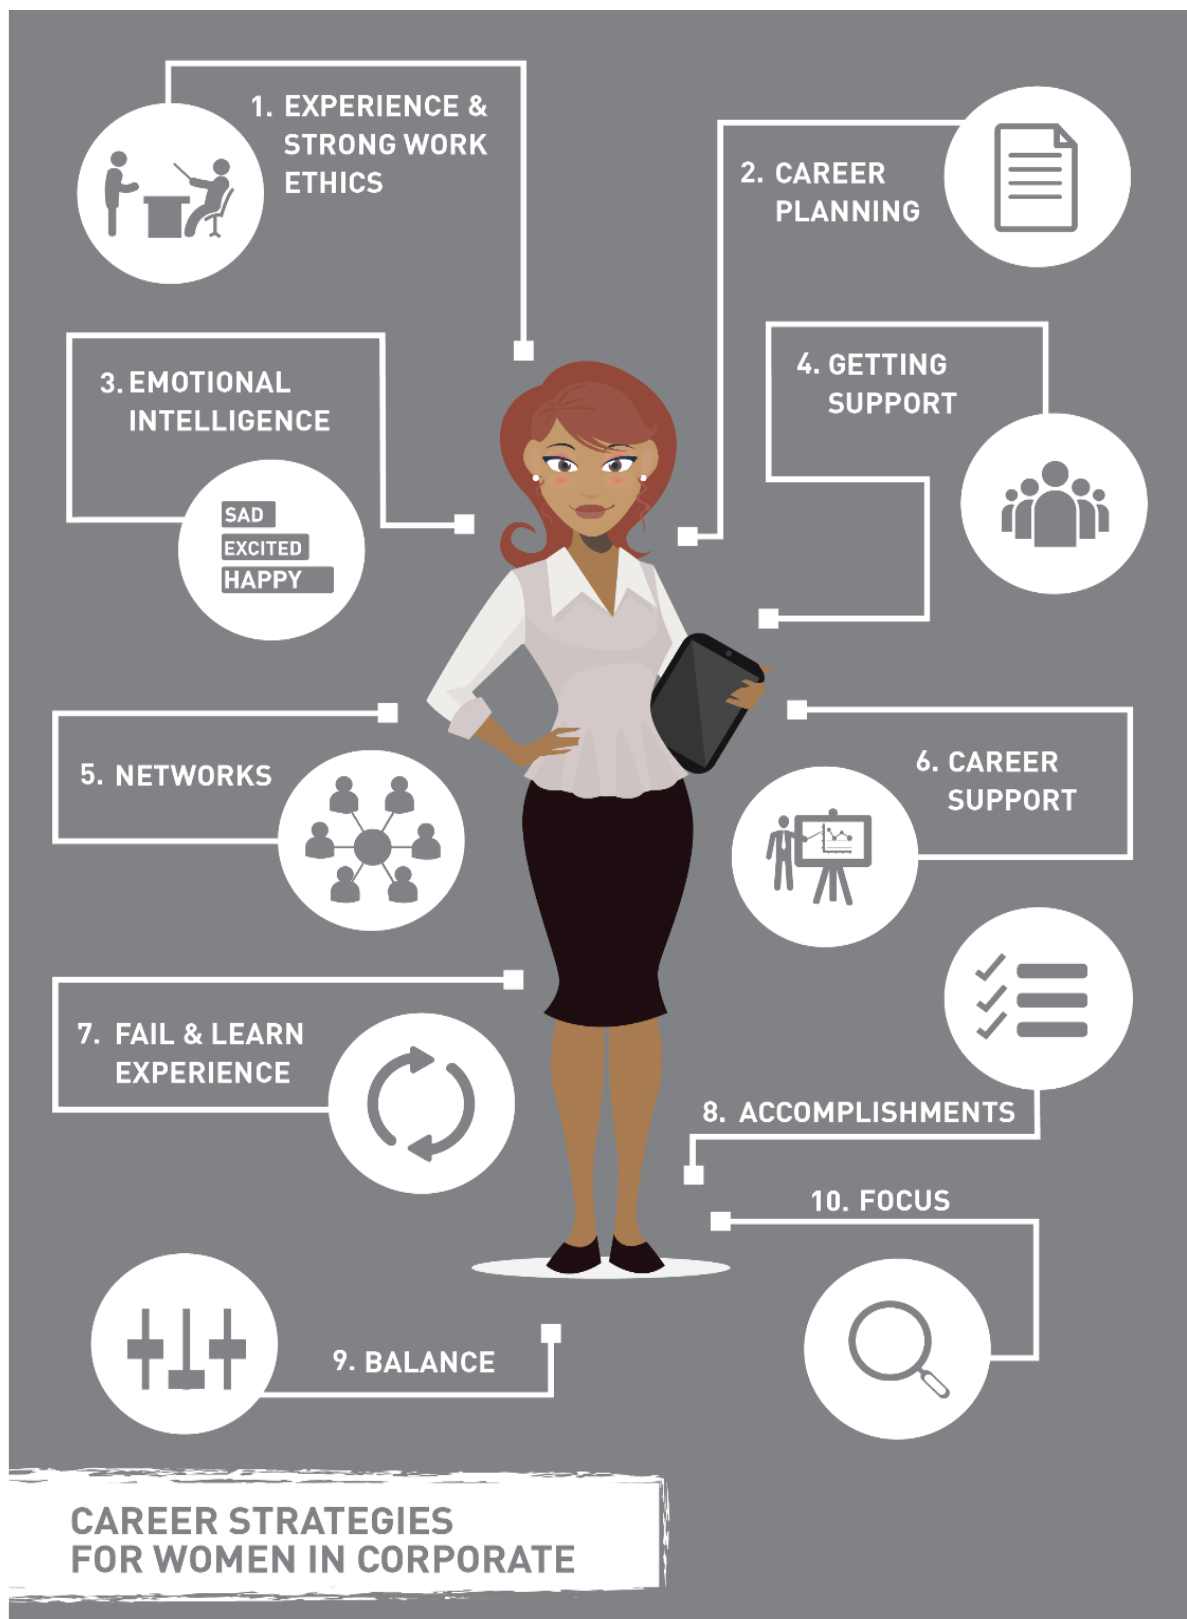 1. EXPERIENCE &
STRONG WORK
ETHICS
2. CAREER
PLANNING
3. EMOTIONAL
INTELLIGENCE
SAD
EXCITED
HAPPY
4. GETTING
SUPPORT
5. NETWORKS
6. CAREER
SUPPORT
7. FAIL & LEARN
EXPERIENCE
8. ACCOMPLISHMENTS
9. BALANCE
10. FOCUS
CAREER STRATEGIES
FOR WOMEN IN CORPORATE